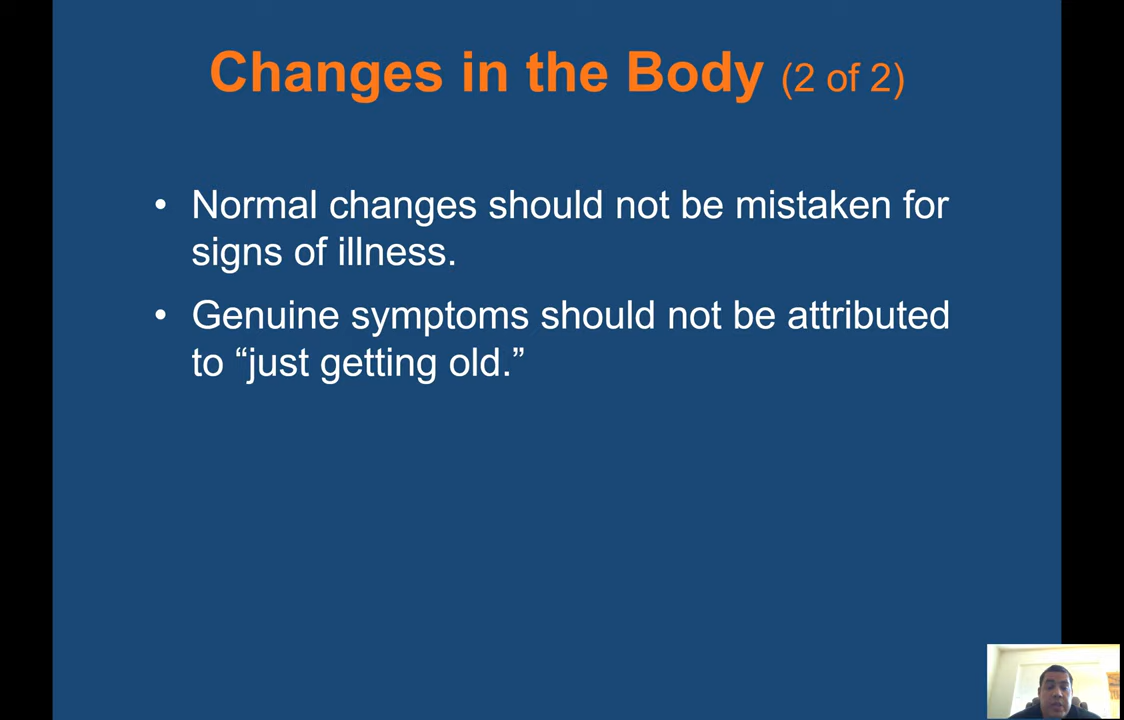 Changes in the Body (2 of 2)
• Normal changes should not be mistaken for
signs of illness.
• Genuine symptoms should not be attributed
to “just getting old.”